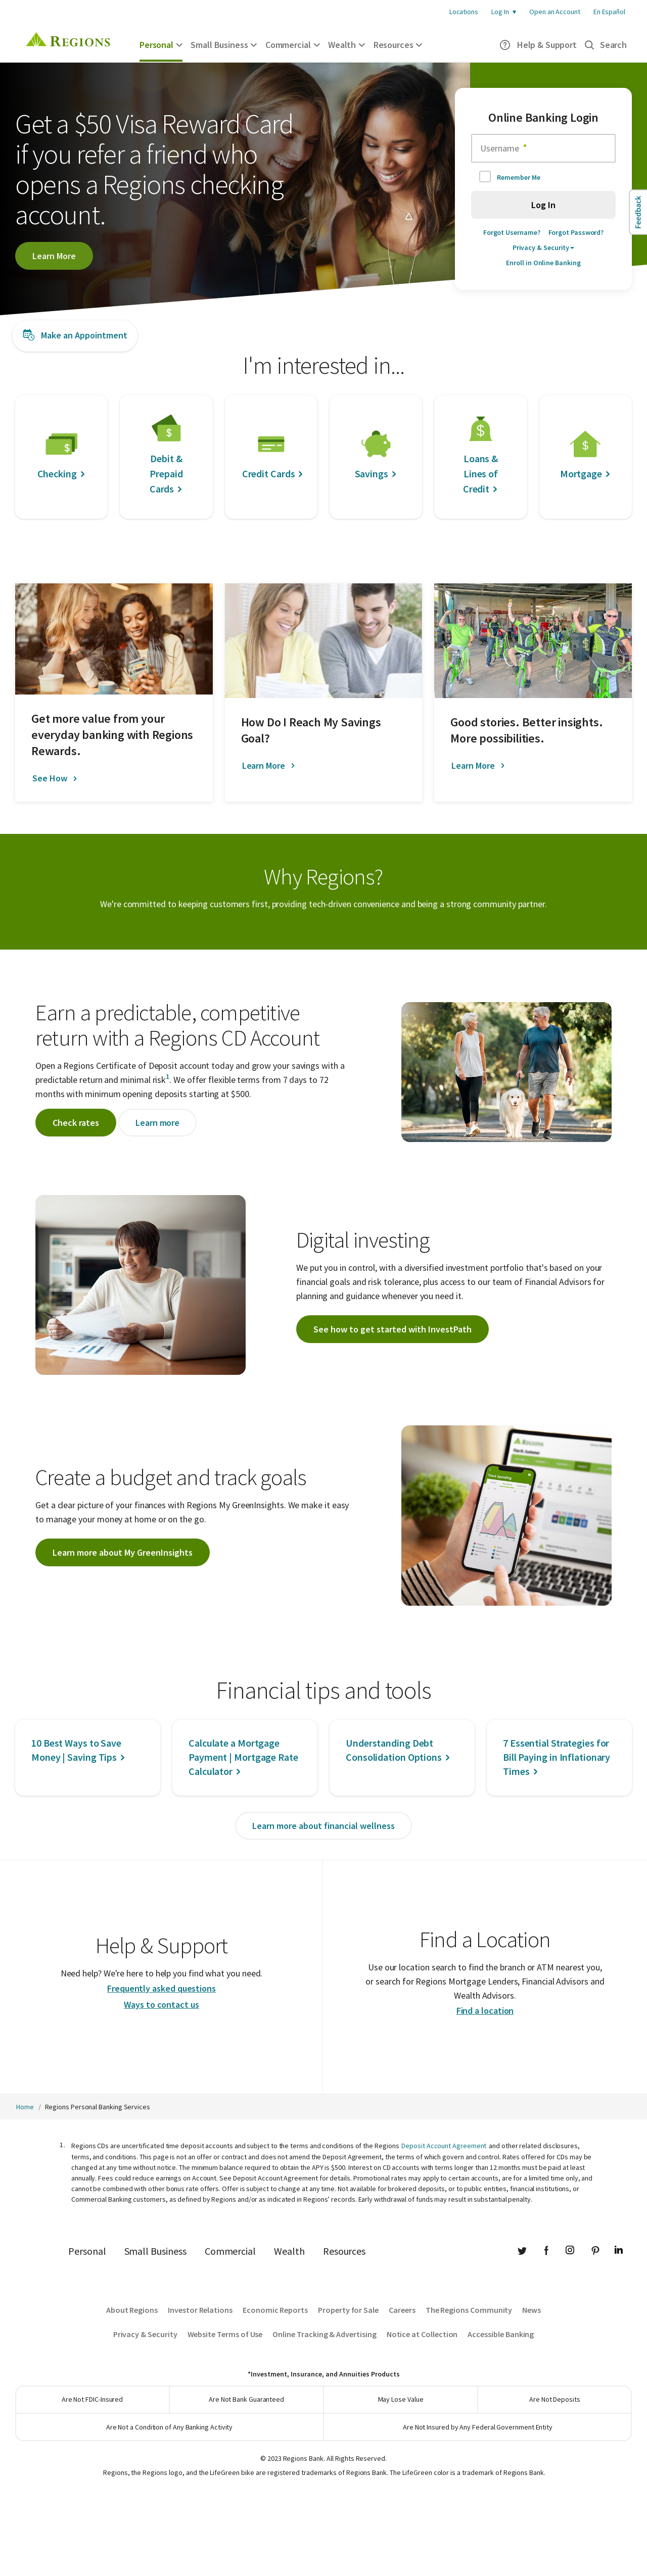 Locations Log In ▼ Open an Account En Español
REGIONS
Personal Small Business Commercial Wealth Resources Help & Support Search
Get a $50 Visa Reward Card
if you refer a friend who
opens a Regions checking
account.
Learn More
Online Banking Login
Username *
Remember Me
Log In
Forgot Username? Forgot Password?
Privacy & Security
Enroll in Online Banking
Feedback
Make an Appointment
I'm interested in...
Checking
Debit &
Prepaid
Cards
Credit Cards
Savings
Loans &
Lines of
Credit
Mortgage
Get more value from your
everyday banking with Regions
Rewards.
See How
How Do I Reach My Savings
Goal?
Learn More
Good stories. Better insights.
More possibilities.
Learn More
Why Regions?
We're committed to keeping customers first, providing tech-driven convenience and being a strong community partner.
Earn a predictable, competitive
return with a Regions CD Account
Open a Regions Certificate of Deposit account today and grow your savings with a
predictable return and minimal risk1. We offer flexible terms from 7 days to 72
months with minimum opening deposits starting at $500.
Check rates Learn more
Digital investing
We put you in control, with a diversified investment portfolio that's based on your
financial goals and risk tolerance, plus access to our team of Financial Advisors for
planning and guidance whenever you need it.
See how to get started with InvestPath
Create a budget and track goals
Get a clear picture of your finances with Regions My GreenInsights. We make it easy
to manage your money at home or on the go.
Learn more about My GreenInsights
REGIONS
Financial tips and tools
10 Best Ways to Save
Money | Saving Tips
Calculate a Mortgage
Payment | Mortgage Rate
Calculator
Understanding Debt
Consolidation Options
7 Essential Strategies for
Bill Paying in Inflationary
Times
Learn more about financial wellness
Help & Support
Need help? We're here to help you find what you need.
Frequently asked questions
Ways to contact us
Find a Location
Use our location search to find the branch or ATM nearest you,
or search for Regions Mortgage Lenders, Financial Advisors and
Wealth Advisors.
Find a location
Home / Regions Personal Banking Services
1. Regions CDs are uncertificated time deposit accounts and subject to the terms and conditions of the Regions Deposit Account Agreement and other related disclosures,
terms, and conditions. This page is not an offer or contract and does not amend the Deposit Agreement, the terms of which govern and control. Rates offered for CDs may be
changed at any time without notice. The minimum balance required to obtain the APY is $500. Interest on CD accounts with terms longer than 12 months must be paid at least
annually. Fees could reduce earnings on Account. See Deposit Account Agreement for details. Promotional rates may apply to certain accounts, are for a limited time only, and
cannot be combined with other bonus rate offers. Offer is subject to change at any time. Not available to brokered deposits, or to public entities, financial institutions, or
Commercial Banking customers, as defined by Regions and/or as indicated in Regions' records. Early withdrawal of funds may result in substantial penalty.
Personal Small Business Commercial Wealth Resources
About Regions Investor Relations Economic Reports Property for Sale Careers The Regions Community News
Privacy & Security Website Terms of Use Online Tracking & Advertising Notice at Collection Accessible Banking
*Investment, Insurance, and Annuities Products
Are Not FDIC-Insured Are Not Bank Guaranteed May Lose Value Are Not Deposits
Are Not a Condition of Any Banking Activity Are Not Insured by Any Federal Government Entity
© 2023 Regions Bank. All Rights Reserved.
Regions, the Regions logo, and the LifeGreen bike are registered trademarks of Regions Bank. The LifeGreen color is a trademark of Regions Bank.